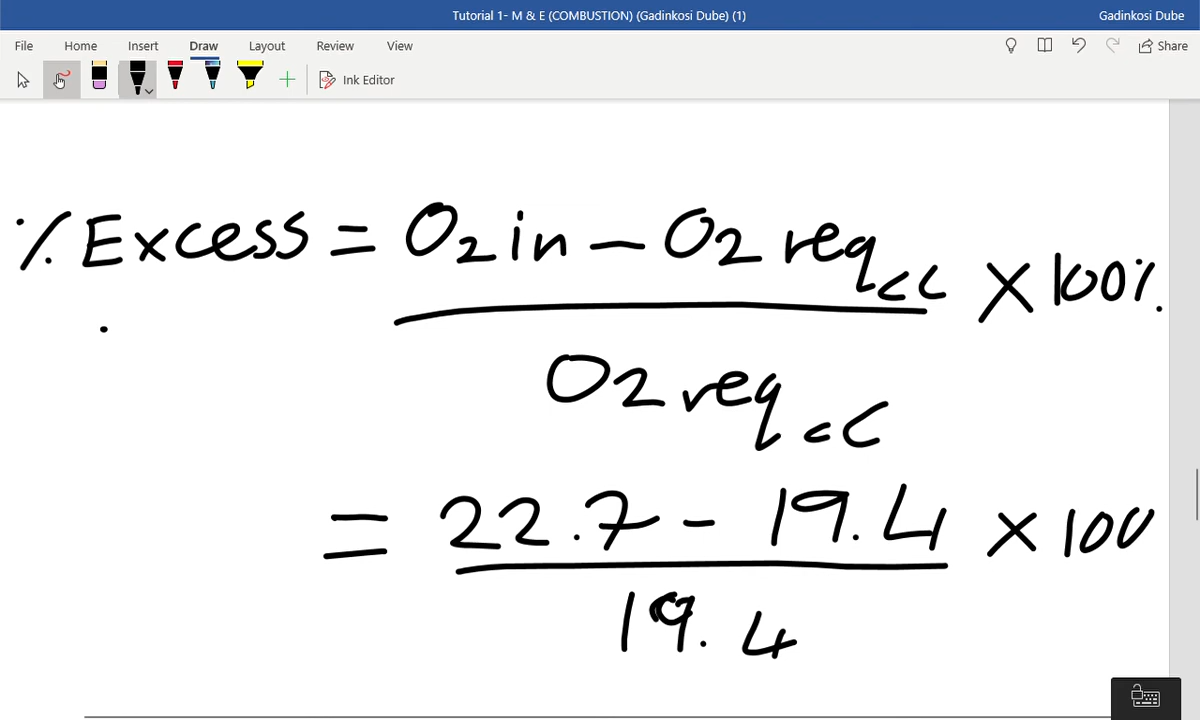 Tutorial 1- M & E (COMBUSTION) (Gadinkosi Dube) (1) Gadinkosi Dube
File Home Insert Draw Layout Review View Share
Ink Editor
% Excess = O2 in - O2 req cc × 100%
O2 req cc
= 22.7 - 19.4 × 100
19.4